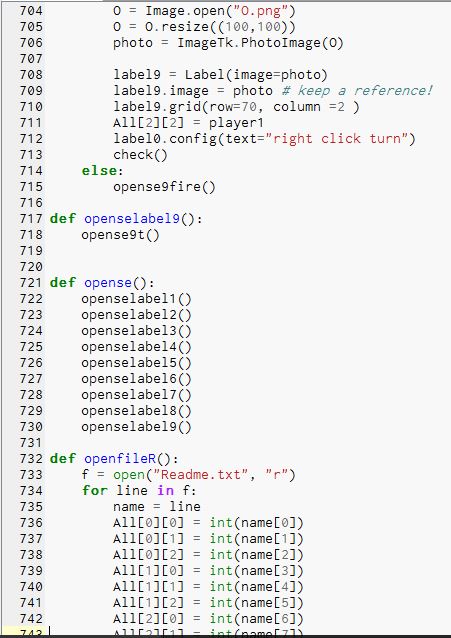 704 O = Image.open("O.png")
705 O = O.resize((100,100))
706 photo = ImageTk.PhotoImage(O)
707
708 label9 = Label(image=photo)
709 label9.image = photo # keep a reference!
710 label9.grid(row=70, column =2 )
711 All[2][2] = player1
712 label0.config(text="right click turn")
713 check()
714 else:
715 opense9fire()
716
717 def openselabel9():
718 opense9t()
719
720
721 def opense():
722 openselabel1()
723 openselabel2()
724 openselabel3()
725 openselabel4()
726 openselabel5()
727 openselabel6()
728 openselabel7()
729 openselabel8()
730 openselabel9()
731
732 def openfileR():
733 f = open("Readme.txt", "r")
734 for line in f:
735 name = line
736 All[0][0] = int(name[0])
737 All[0][1] = int(name[1])
738 All[0][2] = int(name[2])
739 All[1][0] = int(name[3])
740 All[1][1] = int(name[4])
741 All[1][2] = int(name[5])
742 All[2][0] = int(name[6])
743 All[2][1] = int(name[7])